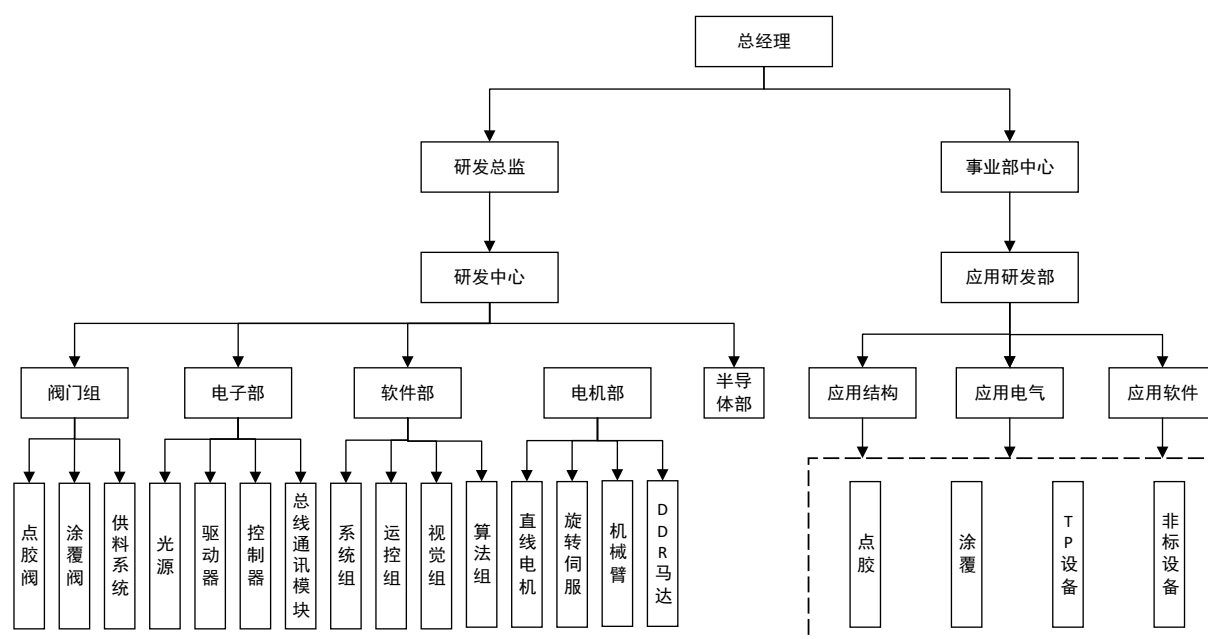 总经理
研发总监
事业部中心
研发中心
应用研发部
阀门组
电子部
软件部
电机部
半导
体部
应用结构
应用电气
应用软件
点胶阀
涂覆阀
供料系统
光源
驱动器
控制器
总线通讯模块
系统组
运控组
视觉组
算法组
直线电机
旋转伺服
机械臂
DDR马达
点胶
涂覆
TP设备
非标设备